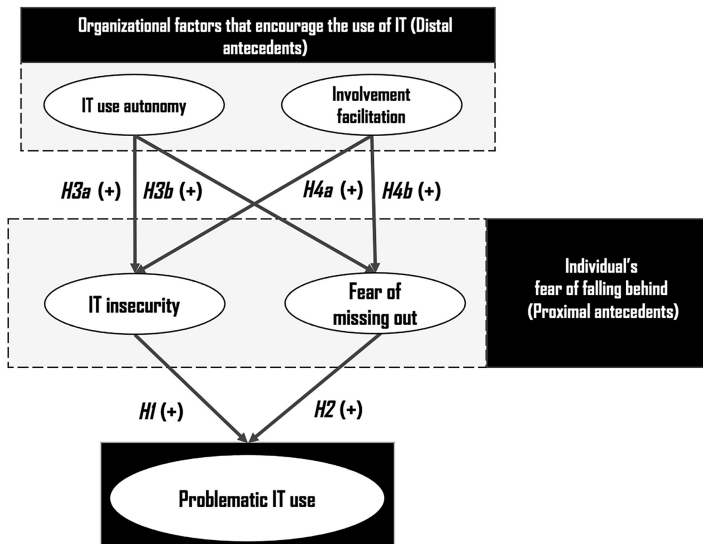 Organizational factors that encourage the use of IT (Distal
antecedents)
IT use autonomy
Involvement
facilitation
H3a (+)
H3b (+)
H4a (+)
H4b (+)
IT insecurity
Fear of
missing out
Individual's
fear of falling behind
(Proximal antecedents)
H1 (+)
H2 (+)
Problematic IT use